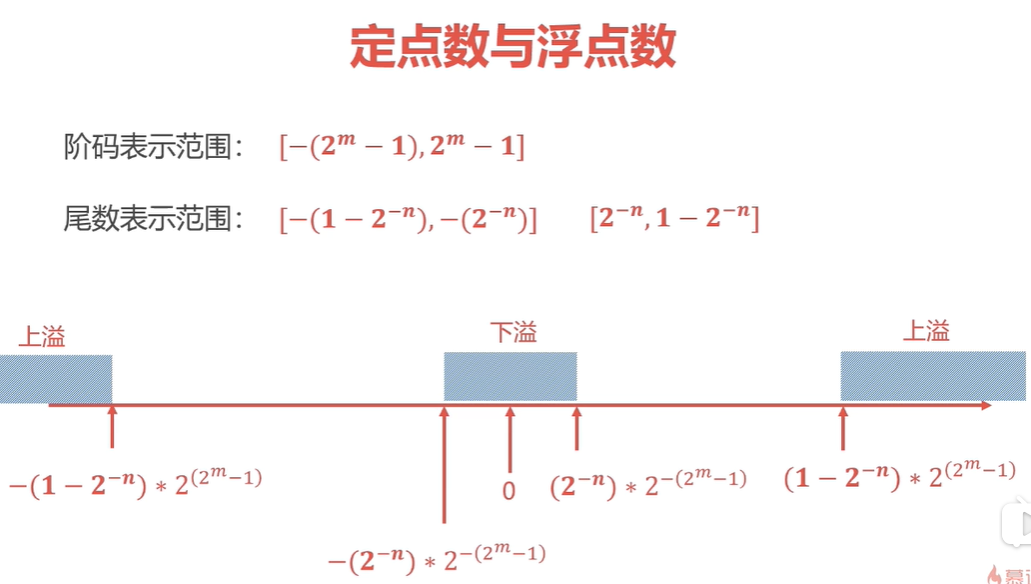 定点数与浮点数
阶码表示范围： [−(2^m − 1), 2^m − 1]
尾数表示范围： [−(1 − 2^{−n}), −(2^{−n})] [2^{−n}, 1 − 2^{−n}]
上溢 下溢 上溢
−(1 − 2^{−n}) ∗ 2^{(2^m−1)} 0 (2^{−n}) ∗ 2^{−(2^m−1)} (1 − 2^{−n}) ∗ 2^{(2^m−1)}
−(2^{−n}) ∗ 2^{−(2^m−1)}
慕